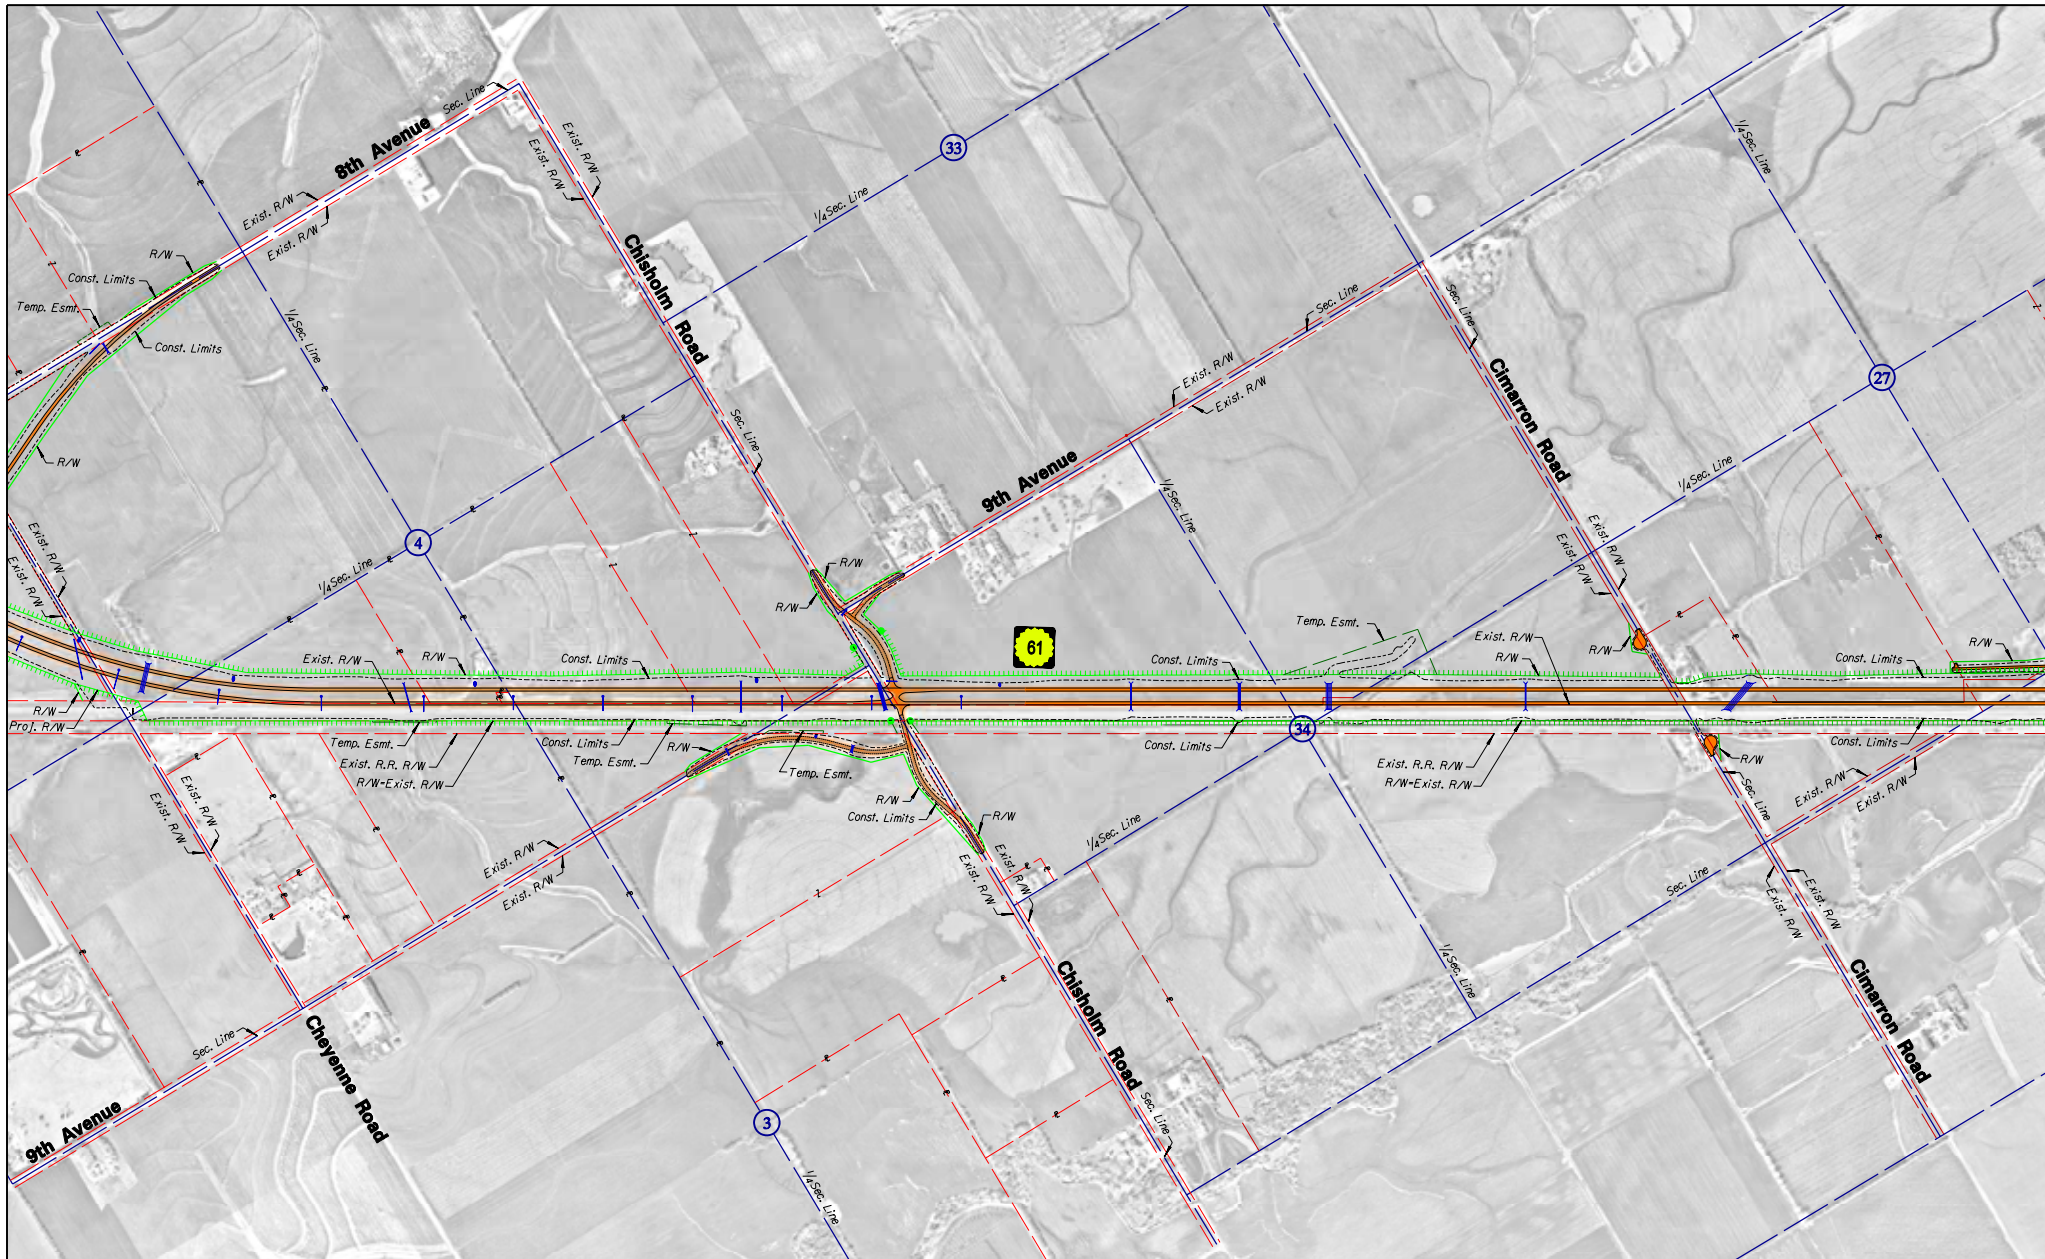 Sec. Line
8th Avenue
Exist. R/W
Exist. R/W
33
Exist. R/W
Exist. R/W
1/4 Sec. Line
1/4 Sec. Line
R/W
Const. Limits
Temp. Esmt.
Const. Limits
Chisholm Road
1/4 Sec. Line
Sec. Line
Sec. Line
Exist. R/W
Exist. R/W
Cimarron Road
27
R/W
Sec. Line
9th Avenue
1/4 Sec. Line
1/4 Sec. Line
Exist. R/W
Exist. R/W
4
1/4 Sec. Line
R/W
R/W
Exist. R/W
Exist. R/W
61
Temp. Esmt.
Exist. R/W
R/W
R/W
Exist. R/W
R/W
Const. Limits
Const. Limits
R/W
Const. Limits
R/W
Proj. R/W
Temp. Esmt.
Exist. R.R. R/W
R/W-Exist. R/W
Const. Limits
Temp. Esmt.
R/W
Temp. Esmt.
34
Const. Limits
Exist. R.R. R/W
R/W-Exist. R/W
Const. Limits
R/W
Sec. Line
Exist. R/W
Exist. R/W
Exist. R/W
Exist. R/W
R/W
Const. Limits
R/W
1/4 Sec. Line
Exist. R/W
Exist. R/W
Exist. R/W
Exist. R/W
Sec. Line
Exist. R/W
Exist. R/W
1/4 Sec. Line
Chisholm Road
Cimarron Road
Sec. Line
Cheyenne Road
Sec. Line
9th Avenue
3
1/4 Sec. Line